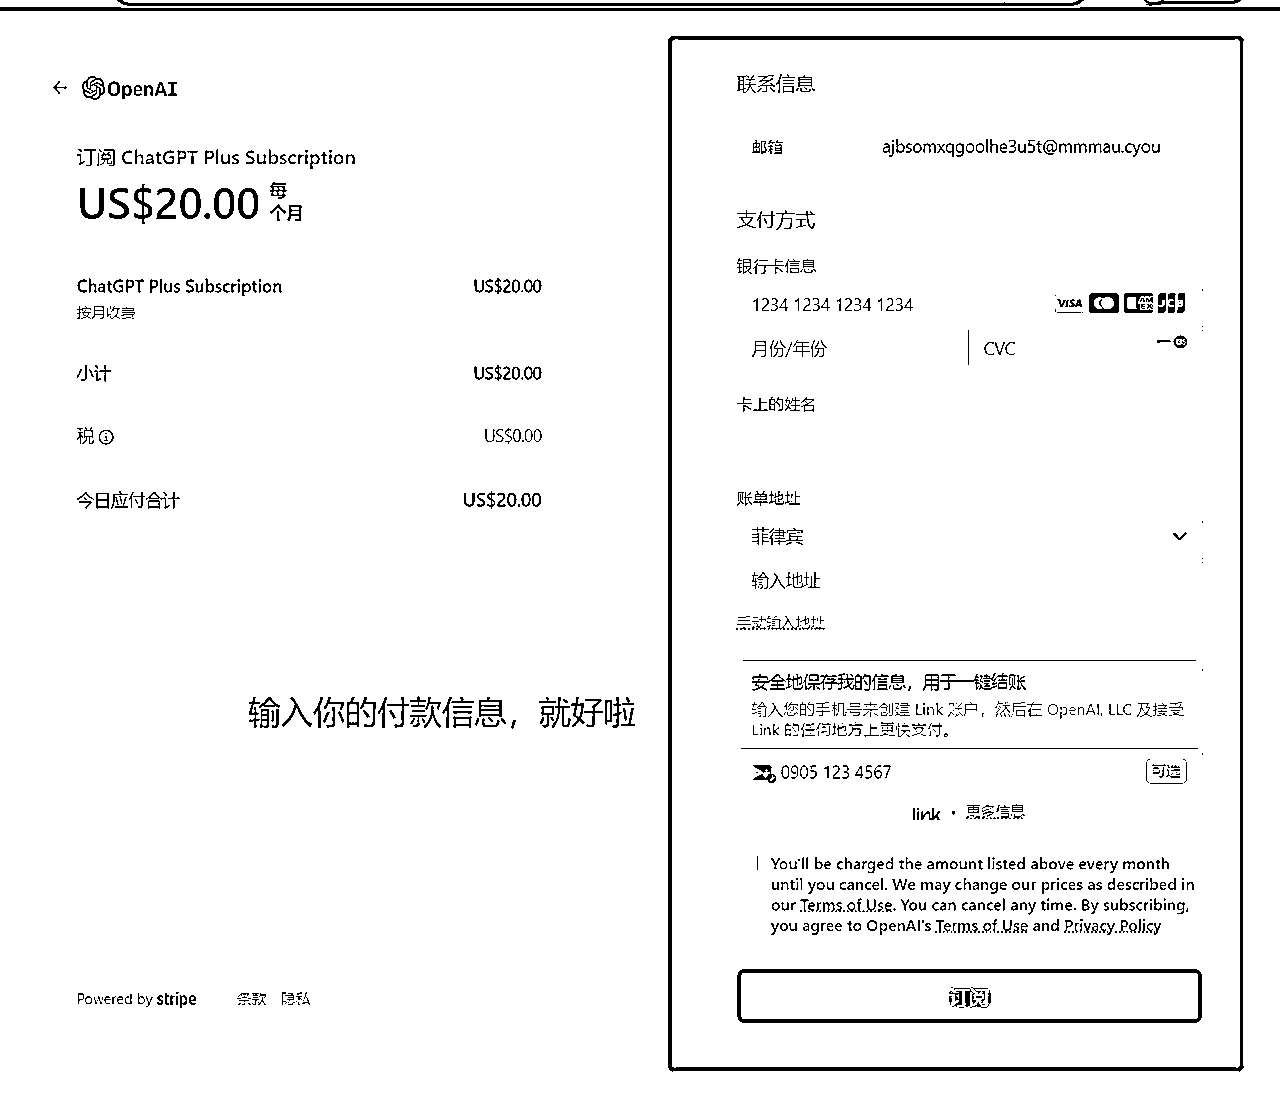 OpenAI
订阅 ChatGPT Plus Subscription
US$20.00 每
个月
ChatGPT Plus Subscription US$20.00
按月收费
小计 US$20.00
税 US$0.00
今日应付合计 US$20.00
输入你的付款信息，就好啦
Powered by stripe 条款 隐私
联系信息
邮箱 ajbsomxqgoolhe3u5t@mmmau.cyou
支付方式
银行卡信息
1234 1234 1234 1234 VISA AMEX JCB
月份/年份 CVC
卡上的姓名
账单地址
菲律宾
输入地址
手动输入地址
安全地保存我的信息，用于一键结账
输入您的手机号来创建 Link 账户，然后在 OpenAI, LLC 及接受
Link 的任何地方上更快支付。
0905 123 4567 可选
link · 更多信息
You'll be charged the amount listed above every month
until you cancel. We may change our prices as described in
our Terms of Use. You can cancel any time. By subscribing,
you agree to OpenAI's Terms of Use and Privacy Policy
订阅